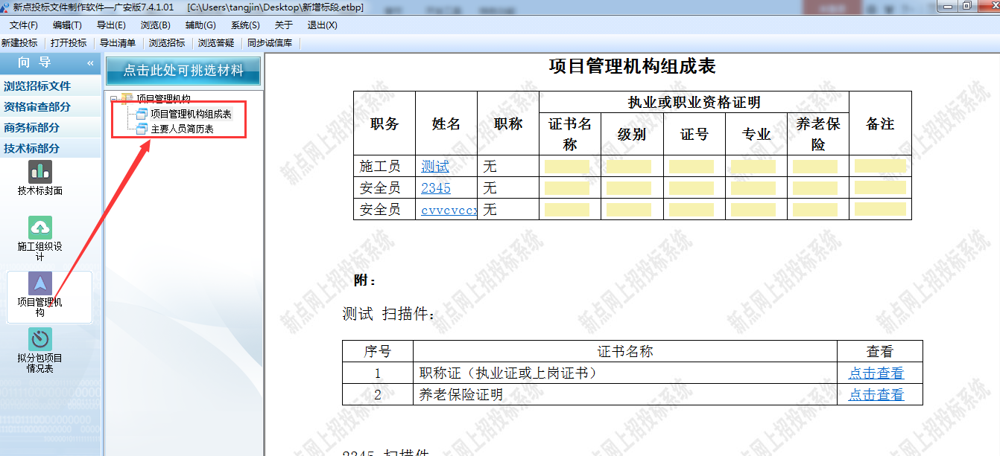 新点投标文件制作软件—广安版7.4.1.01 [C:\Users\tangjin\Desktop\新增标段.etbp]
文件(F) 编辑(T) 导出(E) 浏览(B) 辅助(G) 系统(S) 关于 退出(X)
新建投标 打开投标 导出清单 浏览招标 浏览答疑 同步诚信库
向 导 «
点击此处可挑选材料
浏览招标文件
资格审查部分
商务标部分
技术标部分
技术标封面
施工组织设
计
项目管理机
构
拟分包项目
情况表
项目管理机构
项目管理机构组成表
主要人员简历表
项目管理机构组成表
职务 姓名 职称 执业或职业资格证明 备注
证书名称 级别 证号 专业 养老保险
施工员 测试 无
安全员 2345 无
安全员 cvvcvccx 无
附：
测试 扫描件：
序号 证书名称 查看
1 职称证（执业证或上岗证书） 点击查看
2 养老保险证明 点击查看
2345 扫描件
新点网上招投标系统